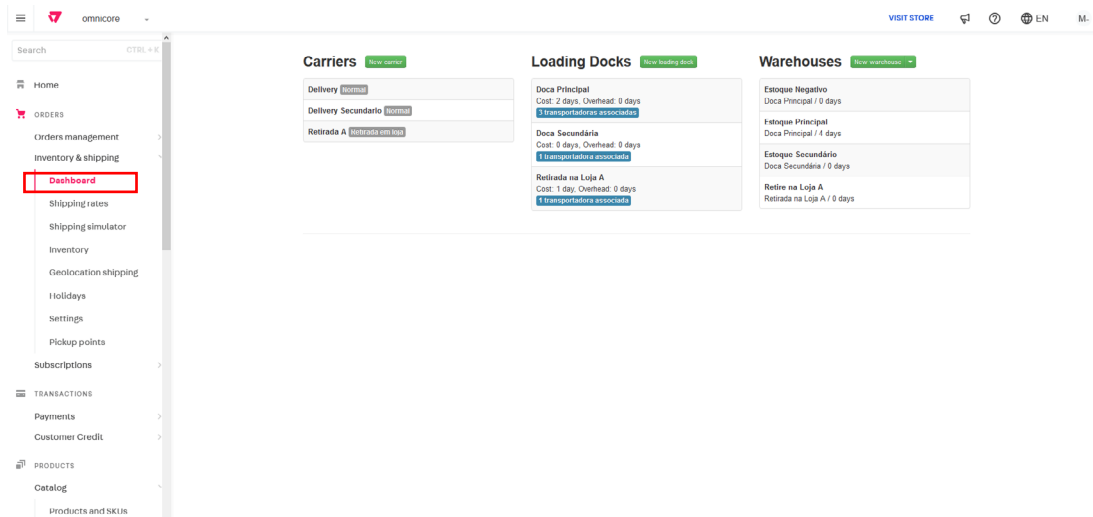 omnicore
VISIT STORE
EN
M-
Search CTRL + K
Home
ORDERS
Orders management
Inventory & shipping
Dashboard
Shipping rates
Shipping simulator
Inventory
Geolocation shipping
Holidays
Settings
Pickup points
Subscriptions
TRANSACTIONS
Payments
Customer Credit
PRODUCTS
Catalog
Products and SKUs
Carriers New carrier
Delivery Normal
Delivery Secundario Normal
Retirada A Retirada em loja
Loading Docks New loading dock
Doca Principal
Cost: 2 days, Overhead: 0 days
3 transportadoras associadas
Doca Secundária
Cost: 0 days, Overhead: 0 days
1 transportadora associada
Retirada na Loja A
Cost: 1 day, Overhead: 0 days
1 transportadora associada
Warehouses New warehouse
Estoque Negativo
Doca Principal / 0 days
Estoque Principal
Doca Principal / 4 days
Estoque Secundário
Doca Secundária / 0 days
Retire na Loja A
Retirada na Loja A / 0 days